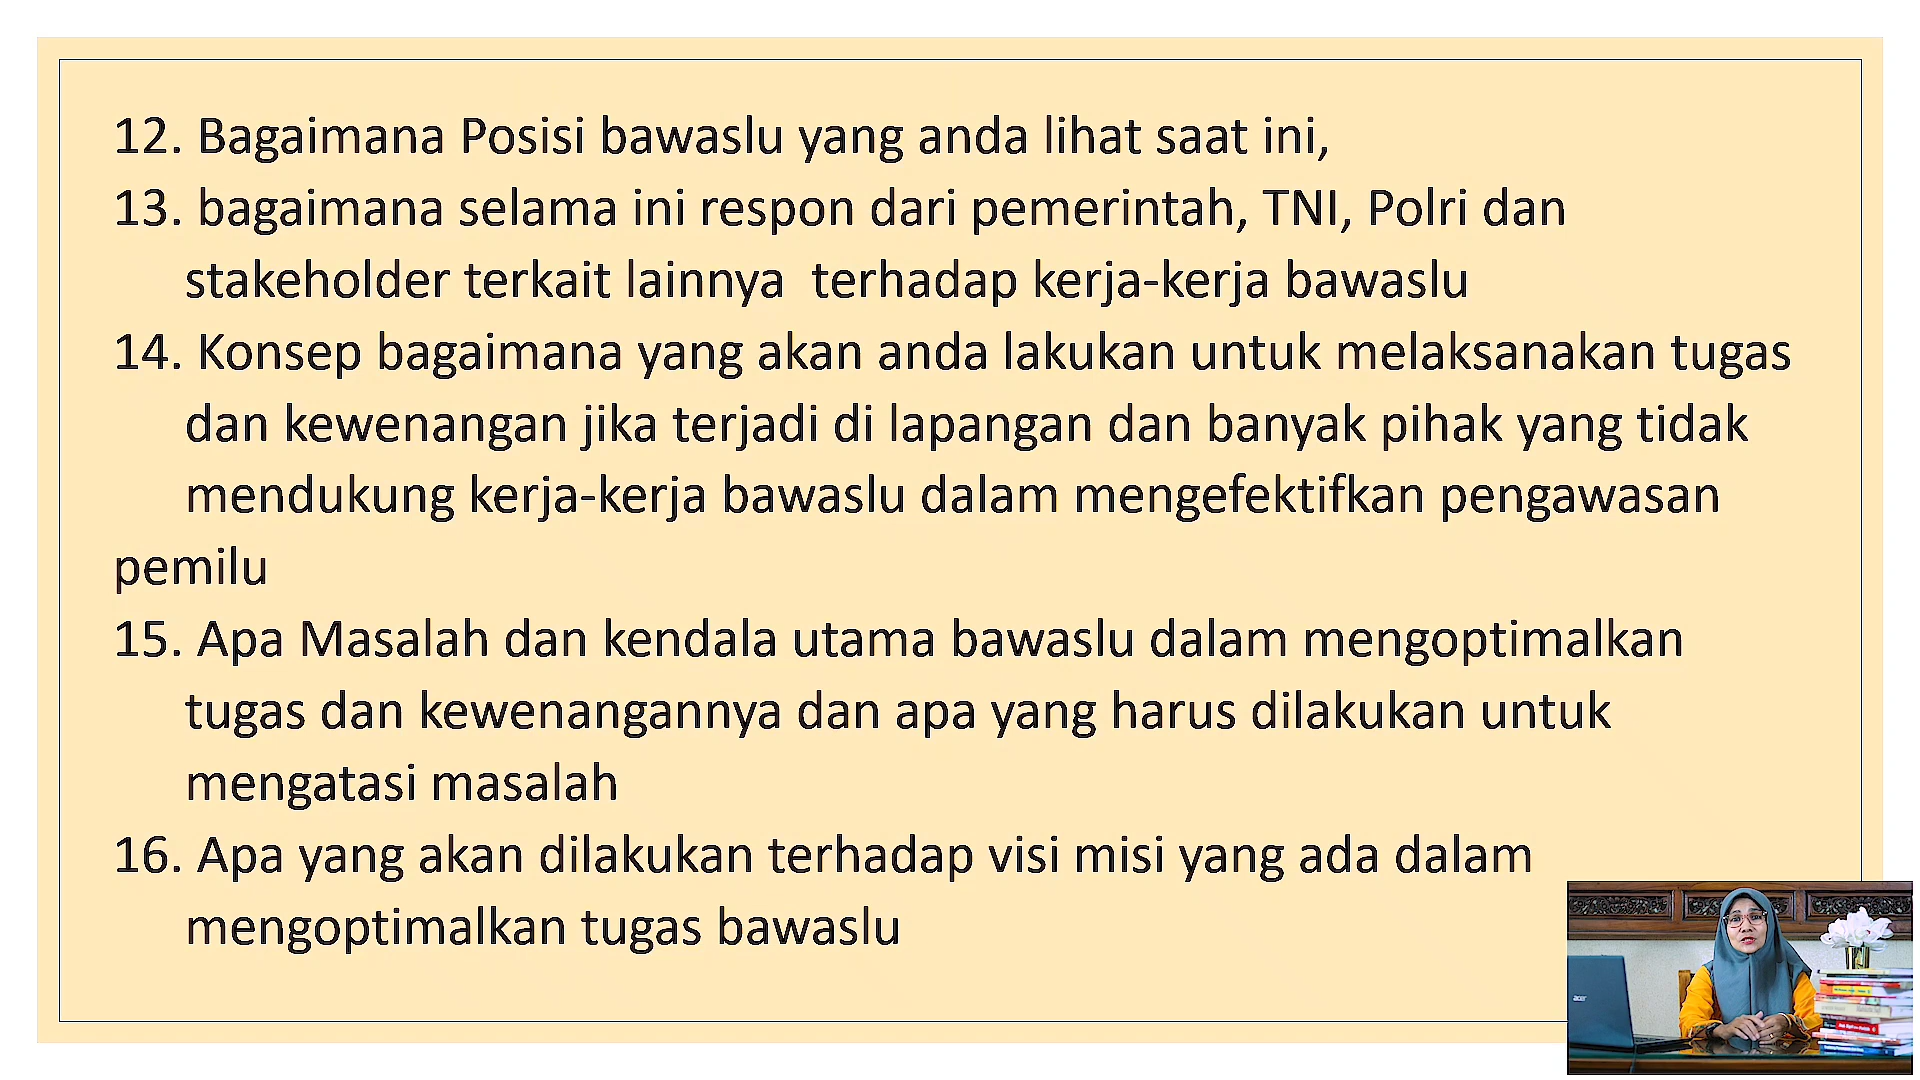 12. Bagaimana Posisi bawaslu yang anda lihat saat ini,
13. bagaimana selama ini respon dari pemerintah, TNI, Polri dan
stakeholder terkait lainnya terhadap kerja-kerja bawaslu
14. Konsep bagaimana yang akan anda lakukan untuk melaksanakan tugas
dan kewenangan jika terjadi di lapangan dan banyak pihak yang tidak
mendukung kerja-kerja bawaslu dalam mengefektifkan pengawasan
pemilu
15. Apa Masalah dan kendala utama bawaslu dalam mengoptimalkan
tugas dan kewenangannya dan apa yang harus dilakukan untuk
mengatasi masalah
16. Apa yang akan dilakukan terhadap visi misi yang ada dalam
mengoptimalkan tugas bawaslu
acer